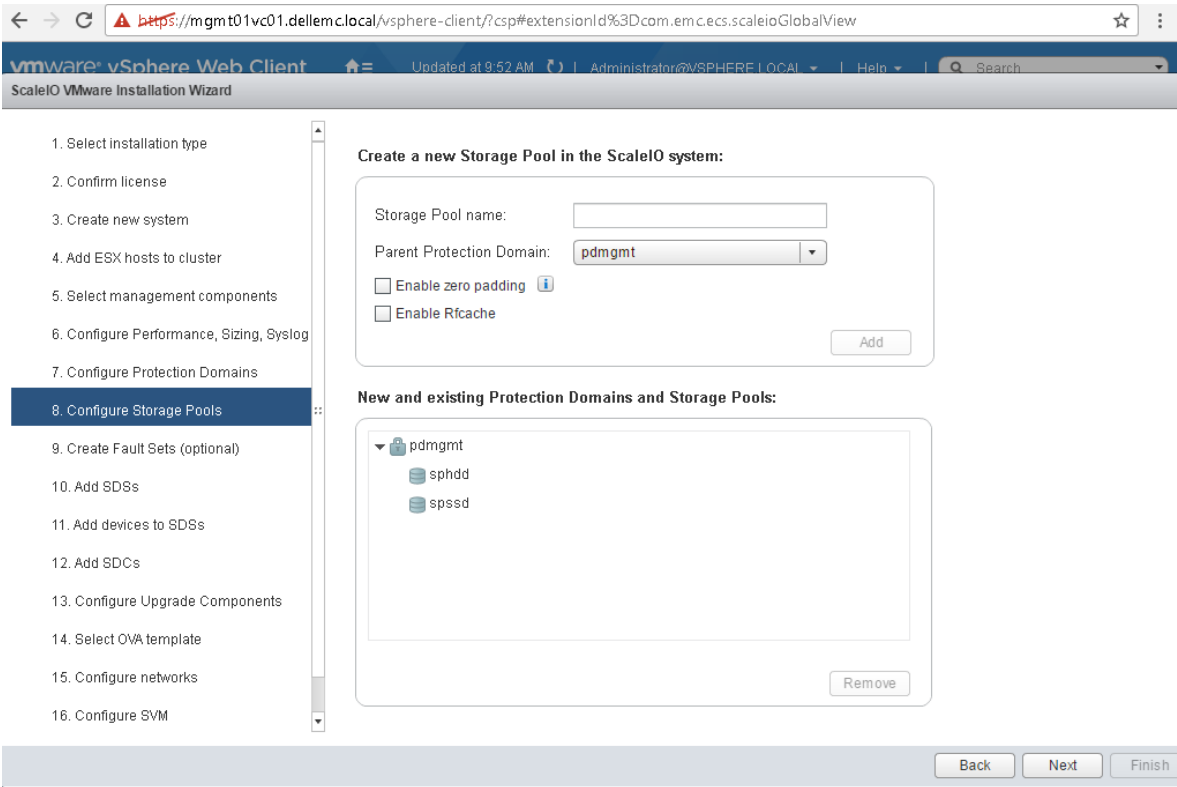 https://mgmt01vc01.dellemc.local/vsphere-client/?csp#extensionId%3Dcom.emc.ecs.scaleioGlobalView
vmware® vSphere Web Client Updated at 9:52 AM | Administrator@VSPHERE.LOCAL | Help | Search
ScaleIO VMware Installation Wizard
1. Select installation type
2. Confirm license
3. Create new system
4. Add ESX hosts to cluster
5. Select management components
6. Configure Performance, Sizing, Syslog
7. Configure Protection Domains
8. Configure Storage Pools
9. Create Fault Sets (optional)
10. Add SDSs
11. Add devices to SDSs
12. Add SDCs
13. Configure Upgrade Components
14. Select OVA template
15. Configure networks
16. Configure SVM
Create a new Storage Pool in the ScaleIO system:
Storage Pool name:
Parent Protection Domain: pdmgmt
Enable zero padding i
Enable Rfcache
Add
New and existing Protection Domains and Storage Pools:
pdmgmt
sphdd
spssd
Remove
Back Next Finish